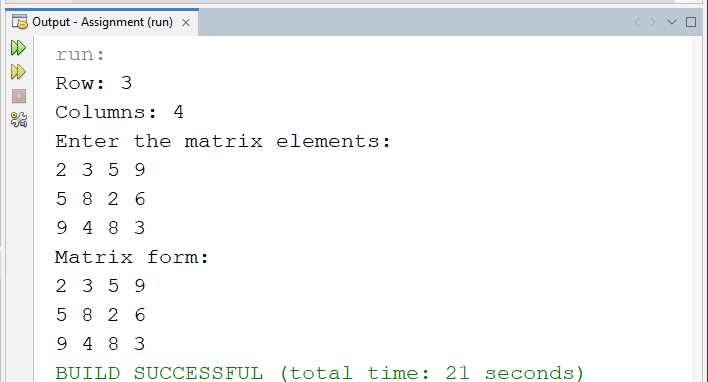 Output - Assignment (run)
run:
Row: 3
Columns: 4
Enter the matrix elements:
2 3 5 9
5 8 2 6
9 4 8 3
Matrix form:
2 3 5 9
5 8 2 6
9 4 8 3
BUILD SUCCESSFUL (total time: 21 seconds)